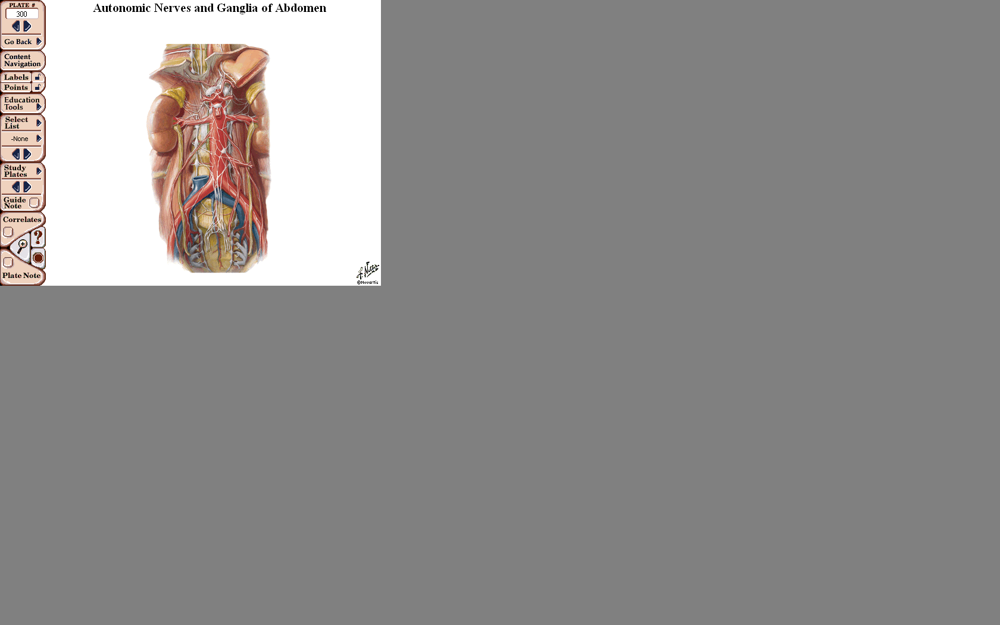 Autonomic Nerves and Ganglia of Abdomen
PLATE #
300
Go Back
Content
Navigation
Labels
Points
Education
Tools
Select
List
-None
Study
Plates
Guide
Note
Correlates
?
Plate Note
©Novartis